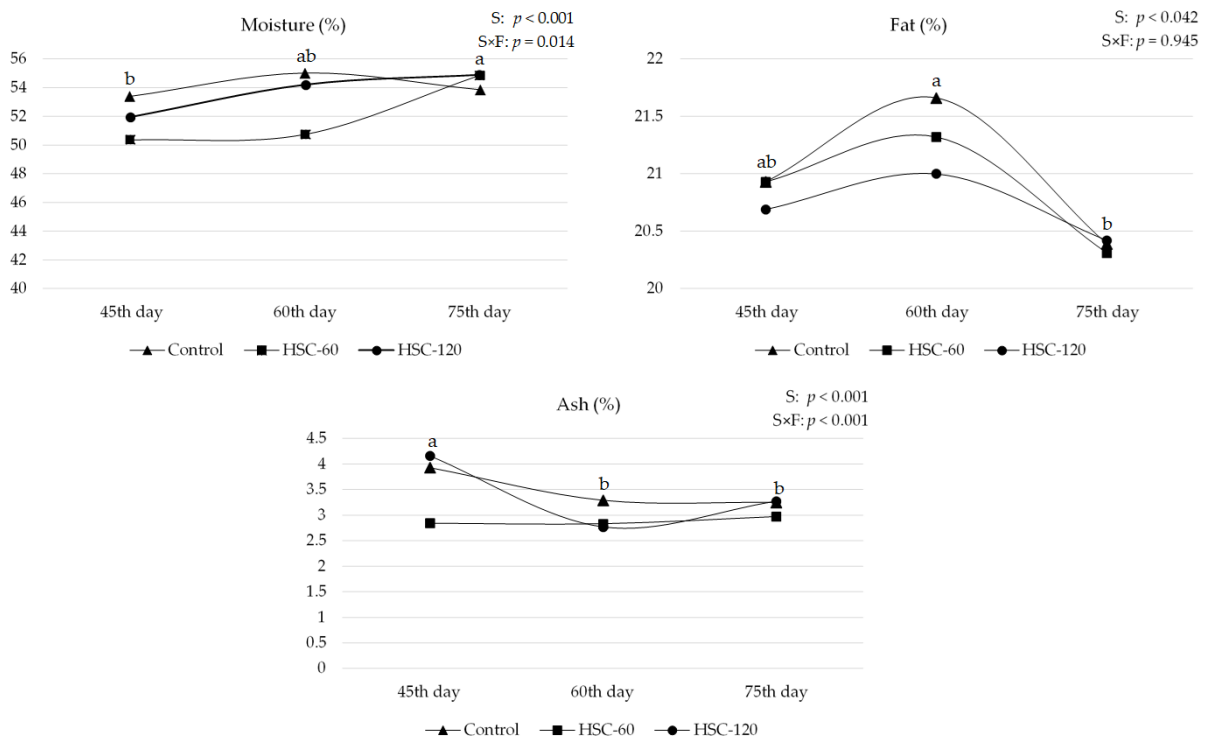 Moisture (%)
S: p < 0.001
S×F: p = 0.014
56
54
52
50
48
46
44
42
40
b
ab
a
45th day
60th day
75th day
Control
HSC-60
HSC-120
Fat (%)
S: p < 0.042
S×F: p = 0.945
22
21.5
21
20.5
20
ab
a
b
45th day
60th day
75th day
Control
HSC-60
HSC-120
Ash (%)
S: p < 0.001
S×F: p < 0.001
4.5
4
3.5
3
2.5
2
1.5
1
0.5
0
a
b
b
45th day
60th day
75th day
Control
HSC-60
HSC-120